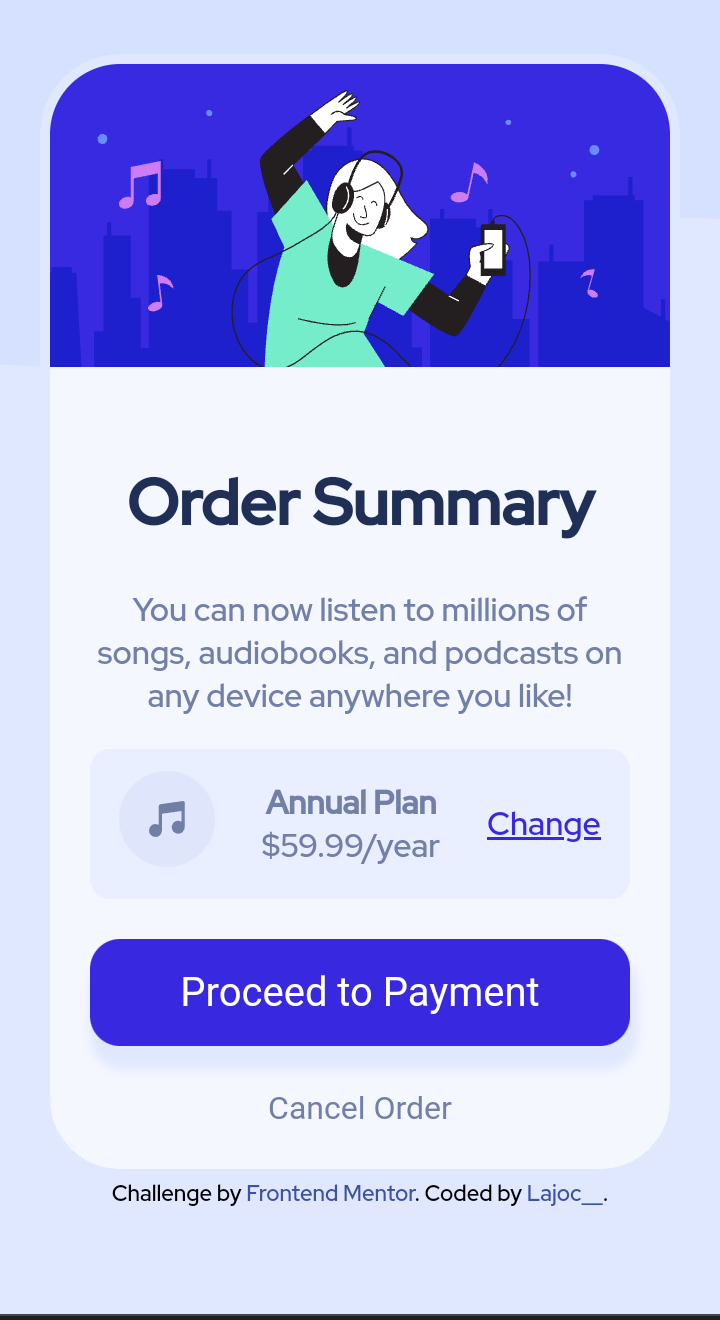 Order Summary
You can now listen to millions of
songs, audiobooks, and podcasts on
any device anywhere you like!
Annual Plan
$59.99/year
Change
Proceed to Payment
Cancel Order
Challenge by Frontend Mentor. Coded by Lajoc__.